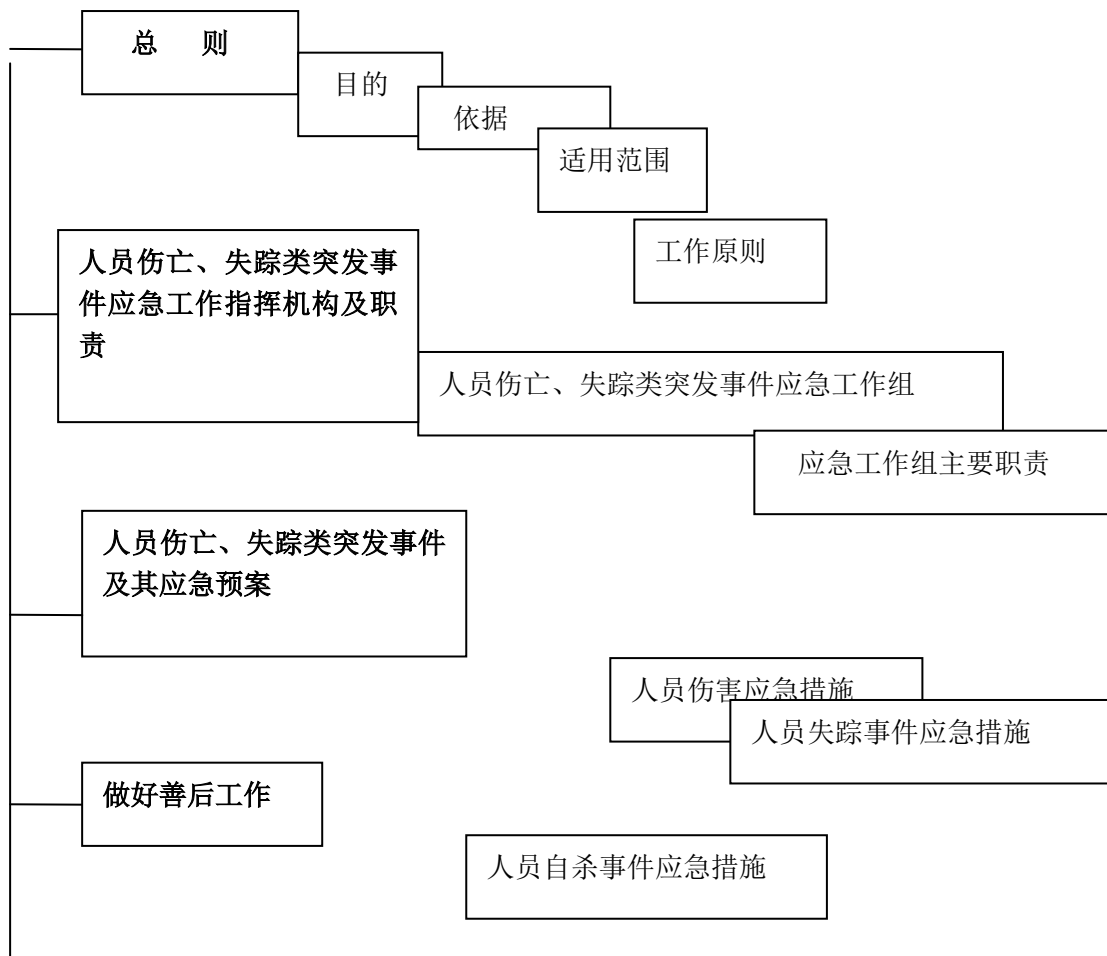 总 则
目的
依据
适用范围
工作原则
人员伤亡、失踪类突发事
件应急工作指挥机构及职
责
人员伤亡、失踪类突发事件应急工作组
应急工作组主要职责
人员伤亡、失踪类突发事件
及其应急预案
人员伤害应急措施
人员失踪事件应急措施
做好善后工作
人员自杀事件应急措施